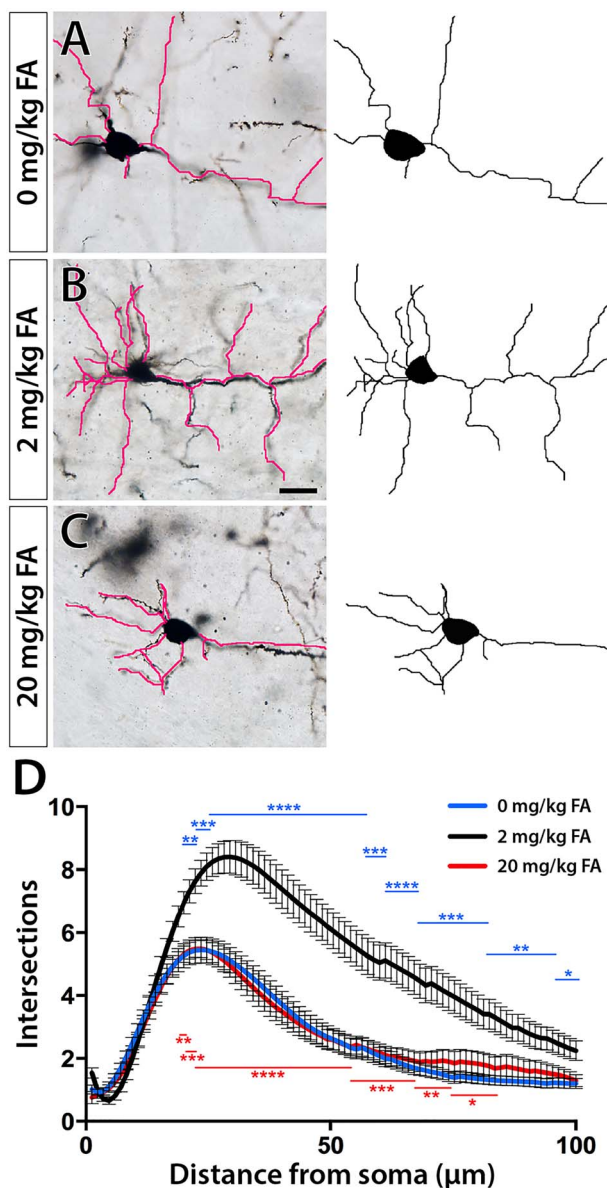 A
0 mg/kg FA
B
2 mg/kg FA
C
20 mg/kg FA
D
10
8
6
4
2
0
Intersections
0
50
100
Distance from soma (μm)
0 mg/kg FA
2 mg/kg FA
20 mg/kg FA
****
***
**
***
****
***
**
*
**
***
****
***
**
*